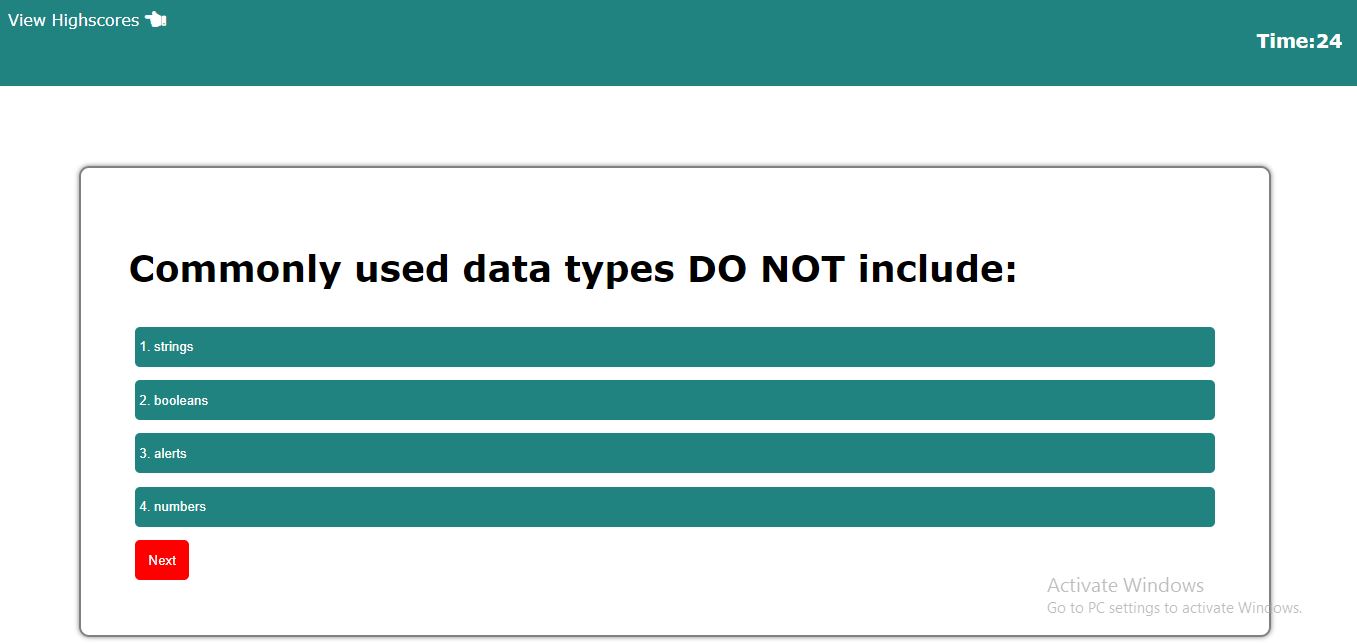 View Highscores
Time:24
Commonly used data types DO NOT include:
1. strings
2. booleans
3. alerts
4. numbers
Next
Activate Windows
Go to PC settings to activate Windows.